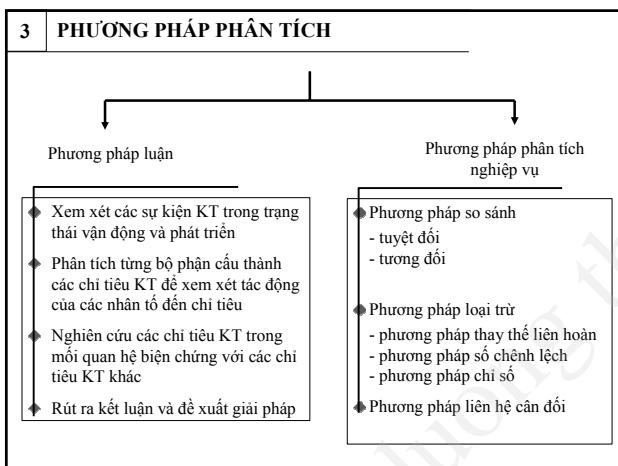 3 PHƯƠNG PHÁP PHÂN TÍCH
Phương pháp luận
Xem xét các sự kiện KT trong trạng
thái vận động và phát triển
Phân tích từng bộ phận cấu thành
các chỉ tiêu KT để xem xét tác động
của các nhân tố đến chỉ tiêu
Nghiên cứu các chỉ tiêu KT trong
mối quan hệ biện chứng với các chỉ
tiêu KT khác
Rút ra kết luận và đề xuất giải pháp
Phương pháp phân tích
nghiệp vụ
Phương pháp so sánh
- tuyệt đối
- tương đối
Phương pháp loại trừ
- phương pháp thay thế liên hoàn
- phương pháp số chênh lệch
- phương pháp chỉ số
Phương pháp liên hệ cân đối